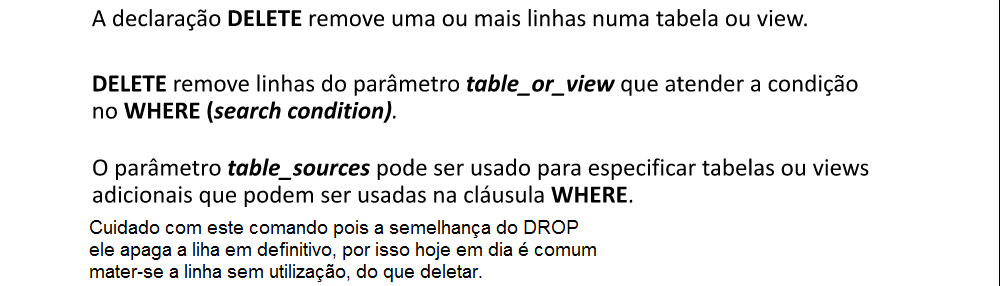 A declaração DELETE remove uma ou mais linhas numa tabela ou view.
DELETE remove linhas do parâmetro table_or_view que atender a condição
no WHERE (search condition).
O parâmetro table_sources pode ser usado para especificar tabelas ou views
adicionais que podem ser usadas na cláusula WHERE.
Cuidado com este comando pois a semelhança do DROP
ele apaga a liha em definitivo, por isso hoje em dia é comum
mater-se a linha sem utilização, do que deletar.